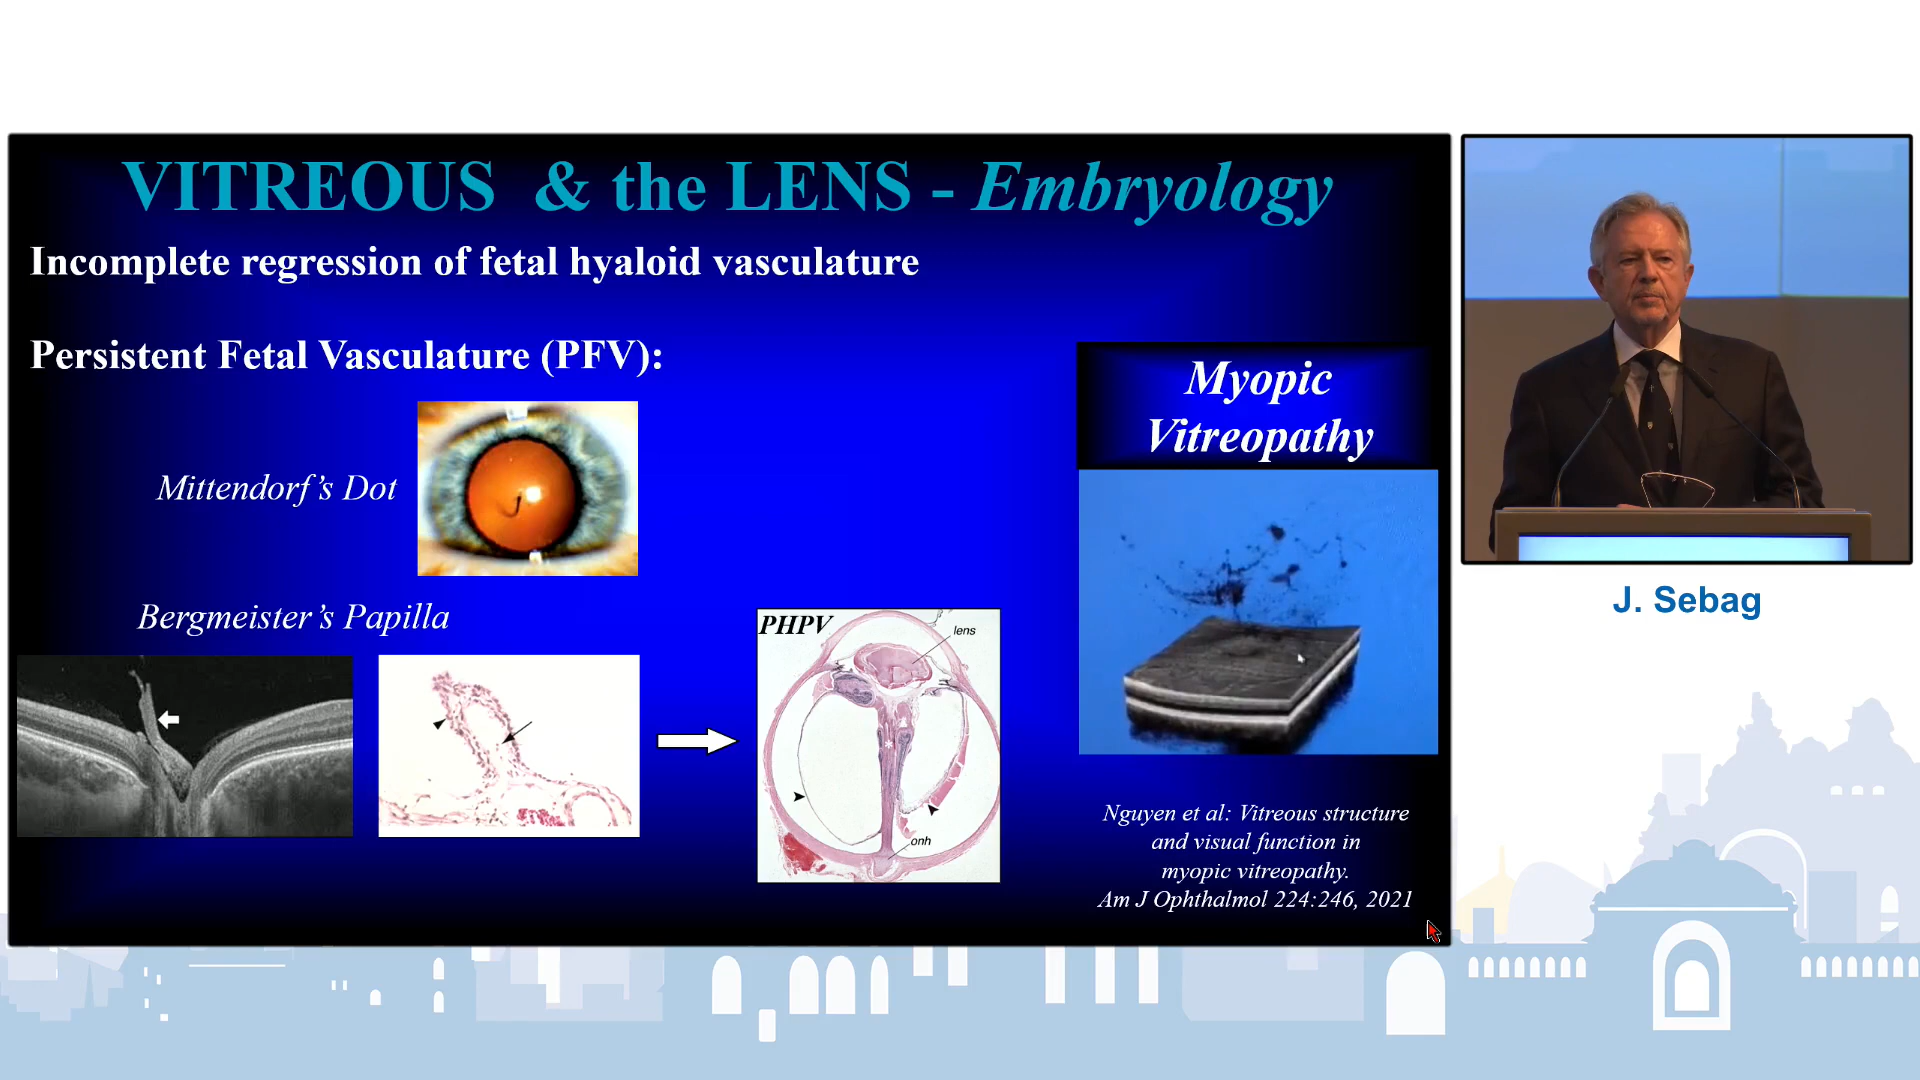 VITREOUS & the LENS - Embryology
Incomplete regression of fetal hyaloid vasculature
Persistent Fetal Vasculature (PFV):
Mittendorf's Dot
Bergmeister's Papilla
PHPV
lens
onh
Myopic
Vitreopathy
Nguyen et al: Vitreous structure
and visual function in
myopic vitreopathy.
Am J Ophthalmol 224:246, 2021
J. Sebag